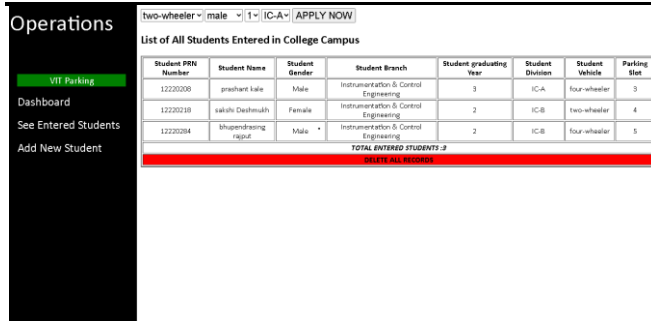 Operations
VIT Parking
Dashboard
See Entered Students
Add New Student
two-wheeler male 1 IC-A APPLY NOW
List of All Students Entered in College Campus
Student PRN Number Student Name Student Gender Student Branch Student graduating Year Student Division Student Vehicle Parking Slot
12220208 prashant kale Male Instrumentation & Control Engineering 3 IC-A four-wheeler 3
12220218 sakshi Deshmukh Female Instrumentation & Control Engineering 2 IC-B two-wheeler 4
12220284 bhupendrasing rajput Male Instrumentation & Control Engineering 2 IC-B four-wheeler 5
TOTAL ENTERED STUDENTS :3
DELETE ALL RECORDS